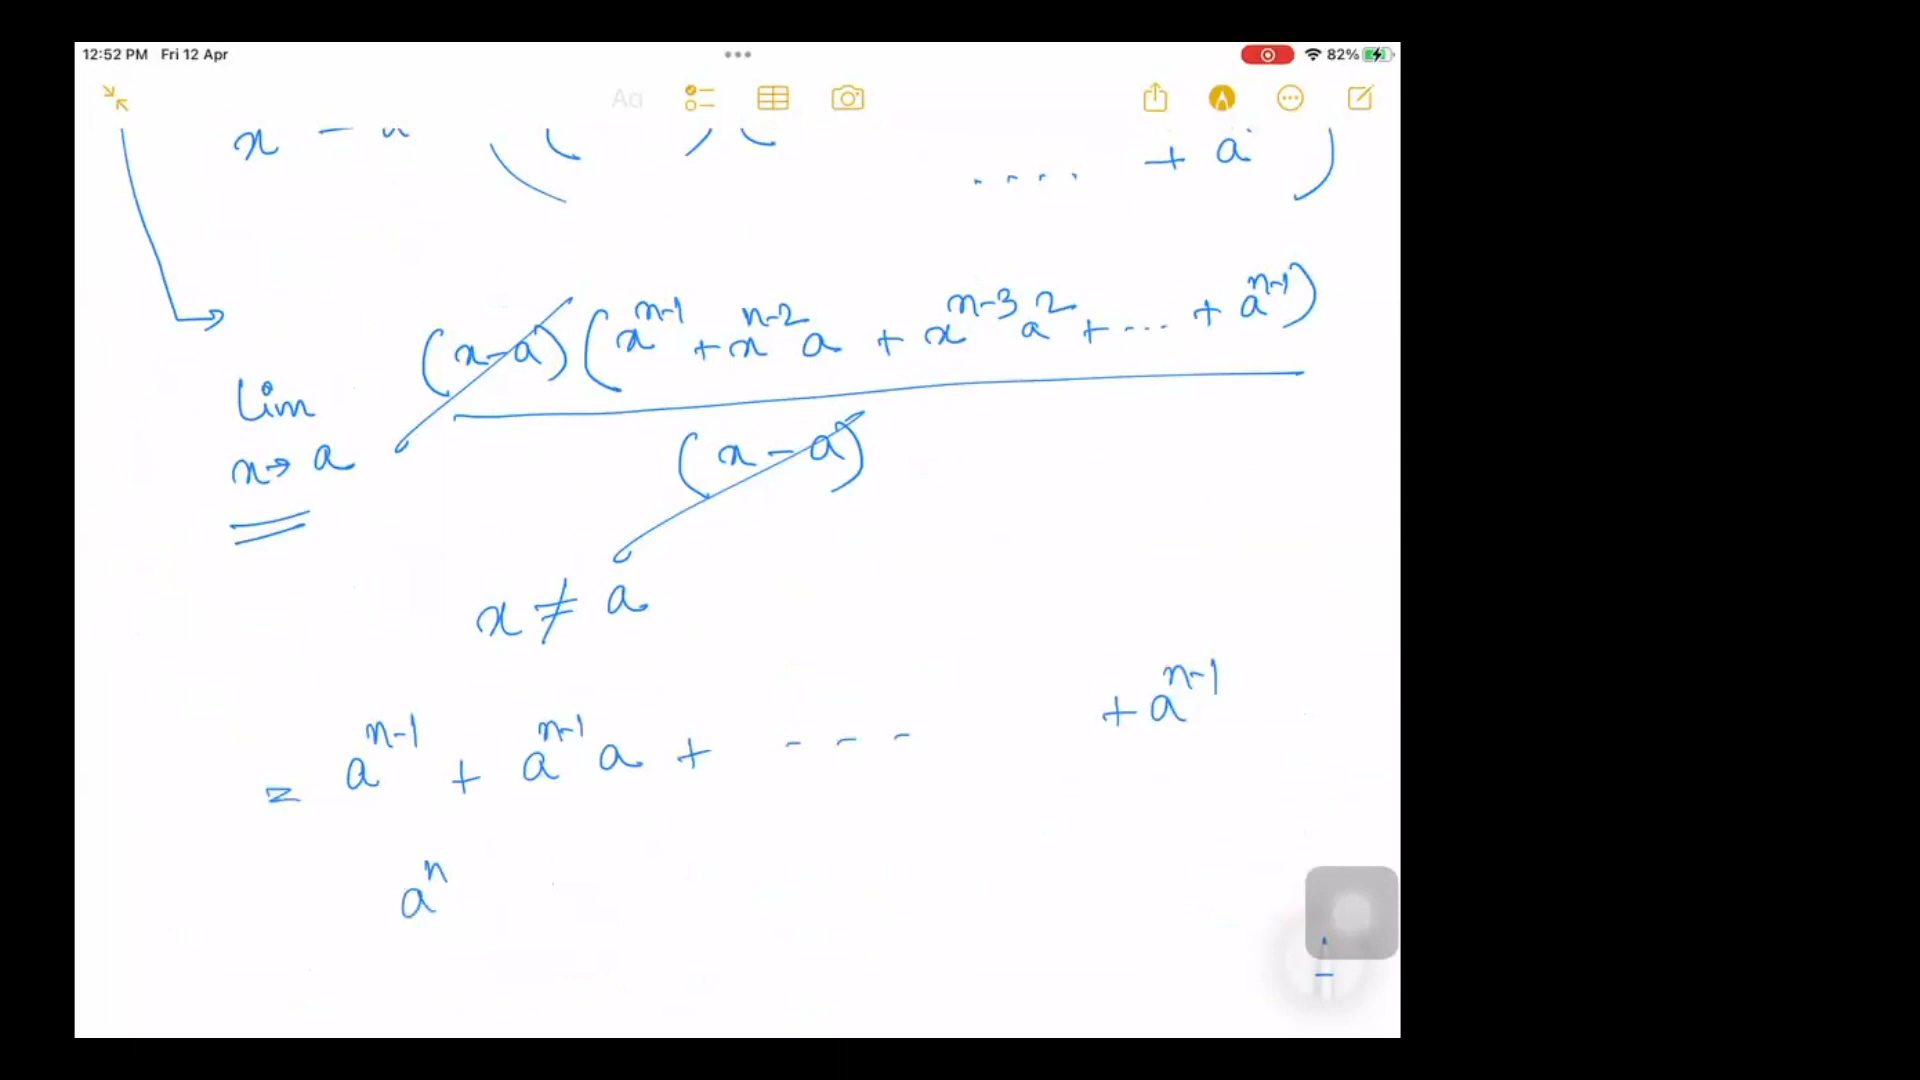 12:52 PM Fri 12 Apr 82%
Aa
x - a .... + a )
lim x→a (x-a)(x^{n-1} + x^{n-2}a + x^{n-3}a^2 + ... + a^{n-1})
(x-a)
x ≠ a
= a^{n-1} + a^{n-1} a + - - - + a^{n-1}
a^n